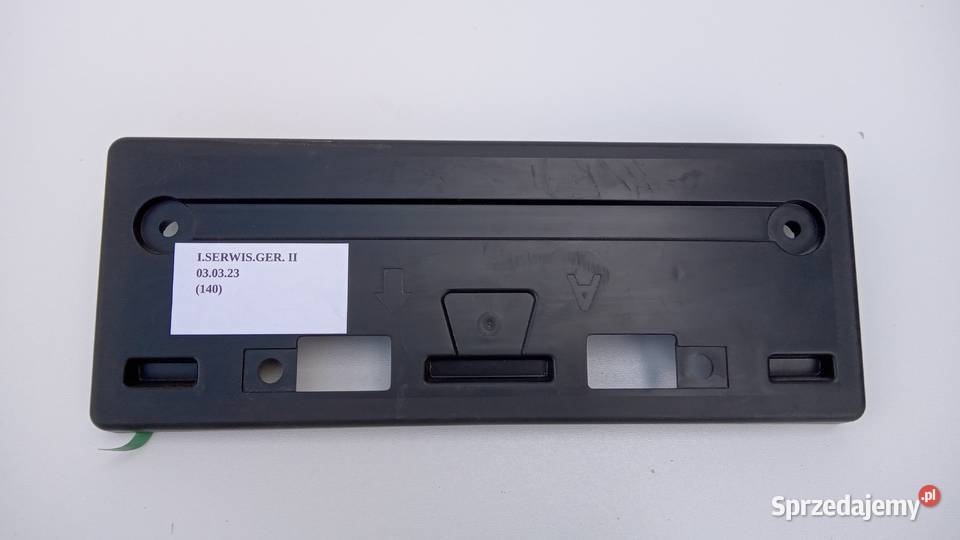 I.SERWIS.GER. II
03.03.23
(140)
A
Sprzedajemy.pl